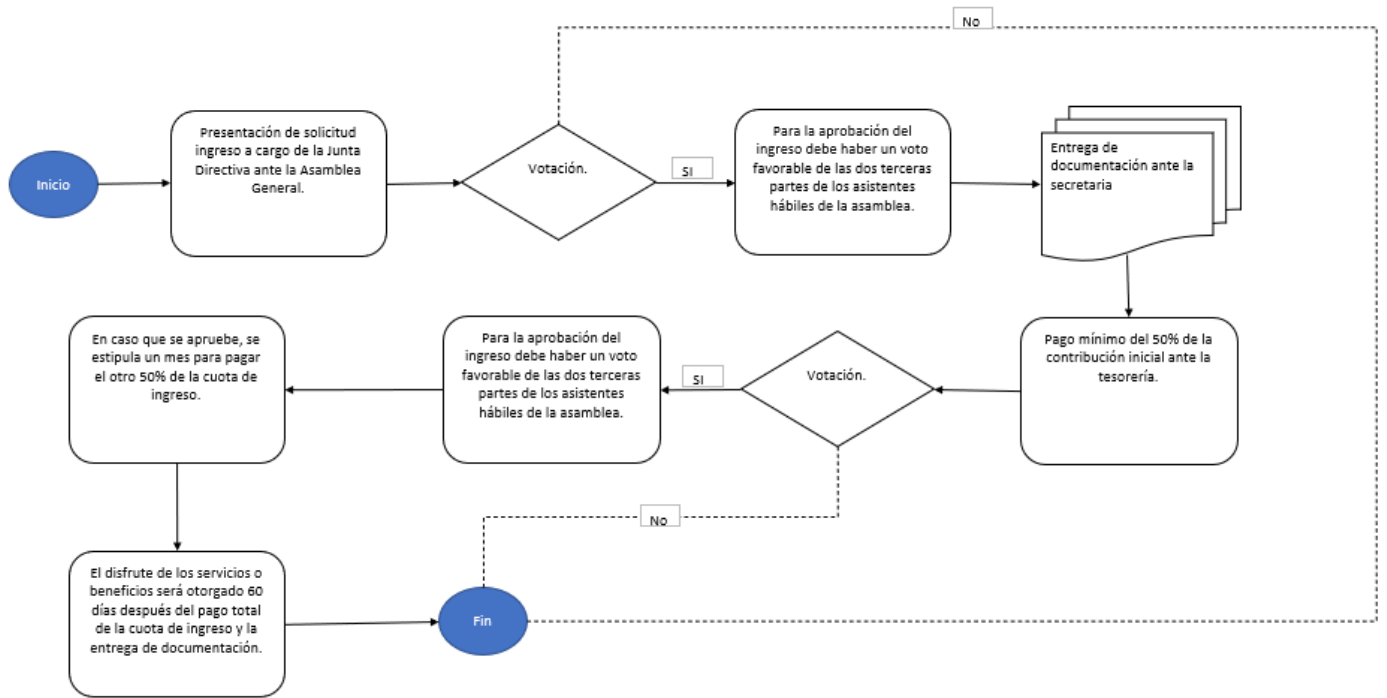 No
Inicio
Presentación de solicitud
ingreso a cargo de la Junta
Directiva ante la Asamblea
General.
Votación.
SI
Para la aprobación del
ingreso debe haber un voto
favorable de las dos terceras
partes de los asistentes
hábiles de la asamblea.
Entrega de
documentación ante la
secretaria
Pago mínimo del 50% de la
contribución inicial ante la
tesorería.
Votación.
SI
Para la aprobación del
ingreso debe haber un voto
favorable de las dos terceras
partes de los asistentes
hábiles de la asamblea.
En caso que se apruebe, se
estipula un mes para pagar
el otro 50% de la cuota de
ingreso.
No
El disfrute de los servicios o
beneficios será otorgado 60
días después del pago total
de la cuota de ingreso y la
entrega de documentación.
Fin